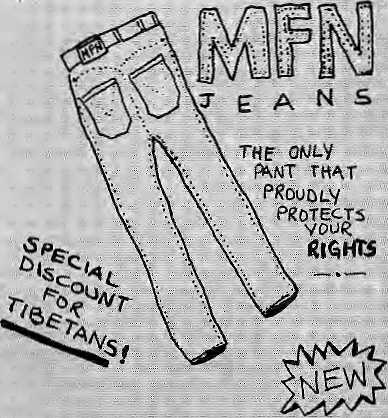 MFN
MFN
JEANS
THE ONLY
PANT THAT
PROUDLY
PROTECTS
YOUR
RIGHTS
SPECIAL
DISCOUNT
FOR
TIBETANS!
NEW